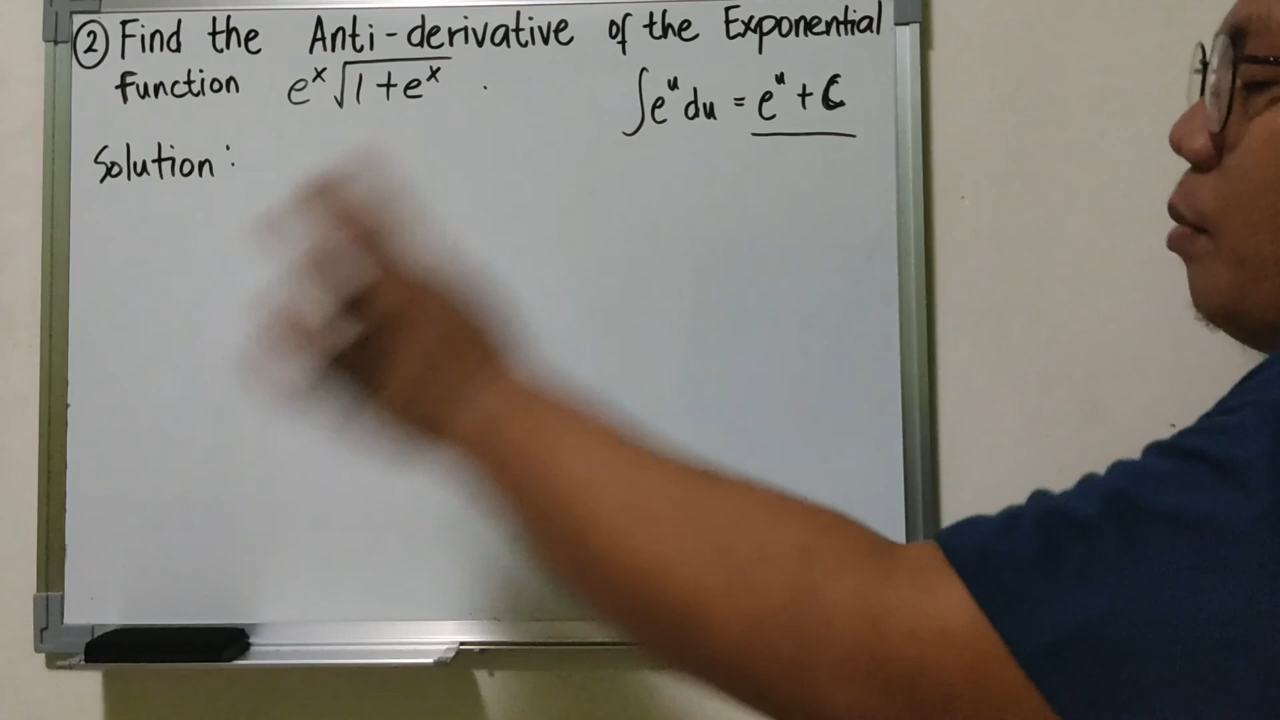 ② Find the Anti-derivative of the Exponential
function e^x √(1+e^x) .
∫e^u du = e^u + C
Solution: